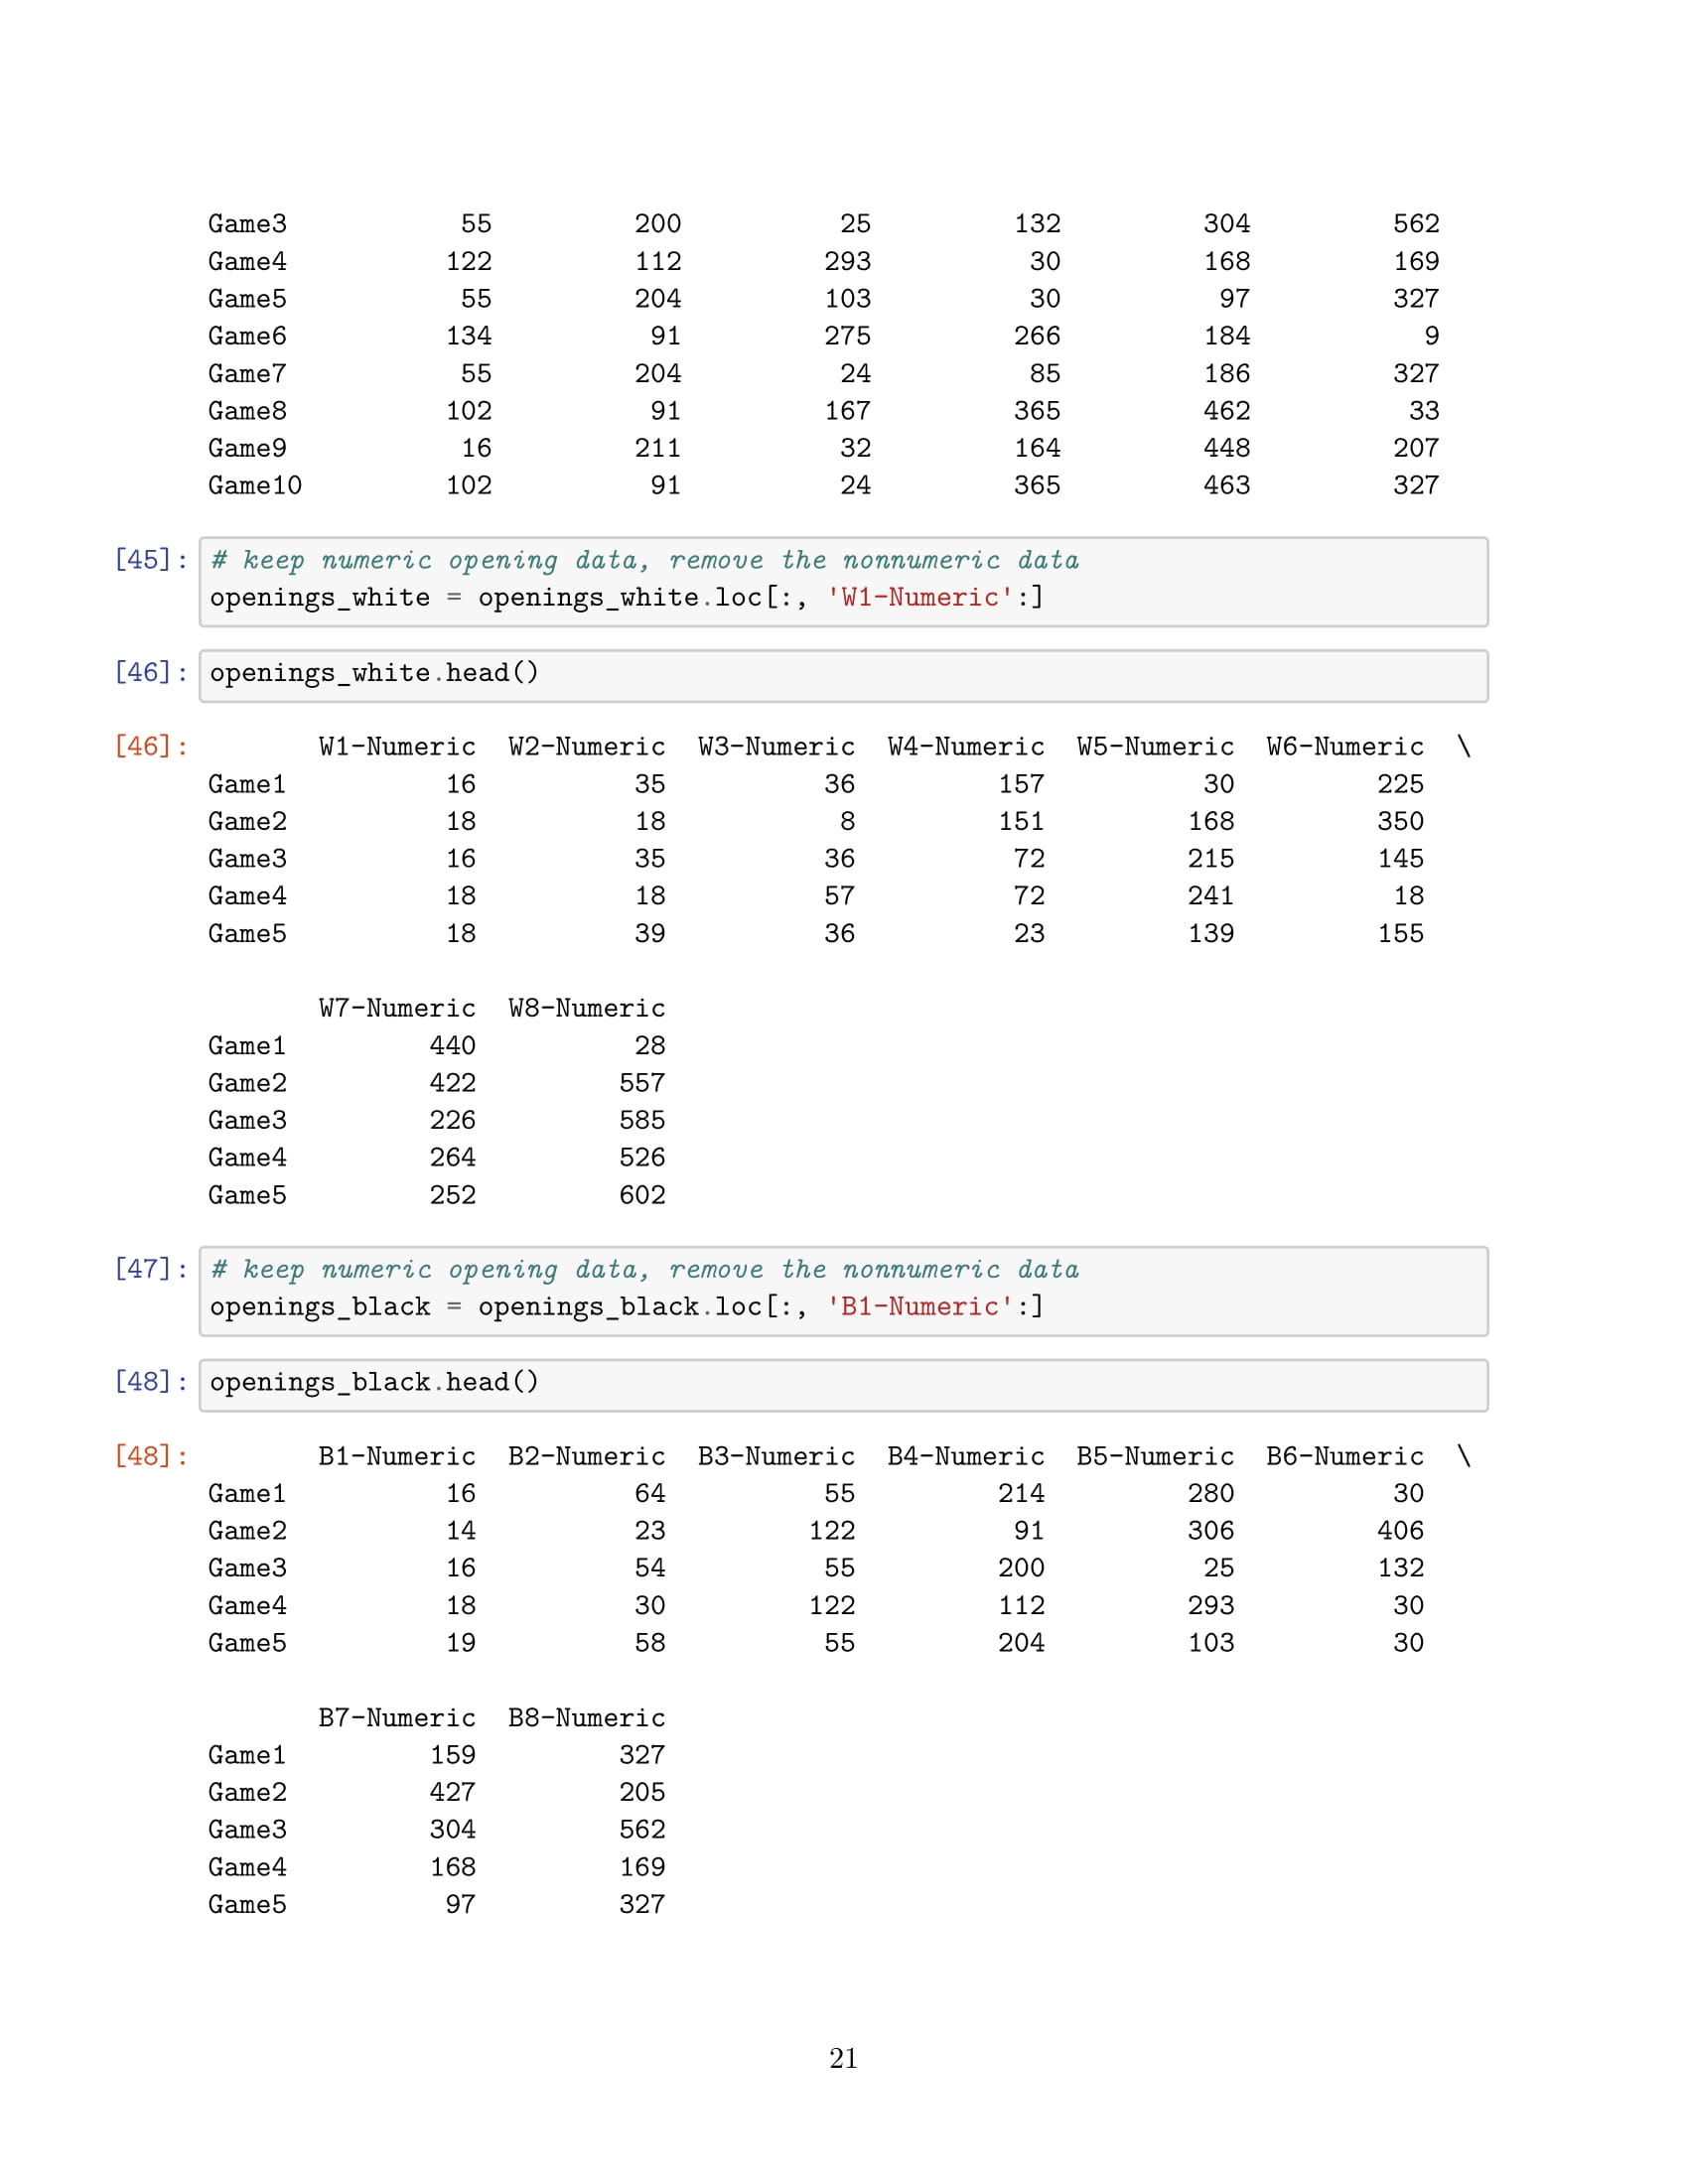 Game3 55 200 25 132 304 562
Game4 122 112 293 30 168 169
Game5 55 204 103 30 97 327
Game6 134 91 275 266 184 9
Game7 55 204 24 85 186 327
Game8 102 91 167 365 462 33
Game9 16 211 32 164 448 207
Game10 102 91 24 365 463 327
[45]: # keep numeric opening data, remove the nonnumeric data
openings_white = openings_white.loc[:, 'W1-Numeric':]
[46]: openings_white.head()
[46]: W1-Numeric W2-Numeric W3-Numeric W4-Numeric W5-Numeric W6-Numeric \
Game1 16 35 36 157 30 225
Game2 18 18 8 151 168 350
Game3 16 35 36 72 215 145
Game4 18 18 57 72 241 18
Game5 18 39 36 23 139 155
W7-Numeric W8-Numeric
Game1 440 28
Game2 422 557
Game3 226 585
Game4 264 526
Game5 252 602
[47]: # keep numeric opening data, remove the nonnumeric data
openings_black = openings_black.loc[:, 'B1-Numeric':]
[48]: openings_black.head()
[48]: B1-Numeric B2-Numeric B3-Numeric B4-Numeric B5-Numeric B6-Numeric \
Game1 16 64 55 214 280 30
Game2 14 23 122 91 306 406
Game3 16 54 55 200 25 132
Game4 18 30 122 112 293 30
Game5 19 58 55 204 103 30
B7-Numeric B8-Numeric
Game1 159 327
Game2 427 205
Game3 304 562
Game4 168 169
Game5 97 327
21